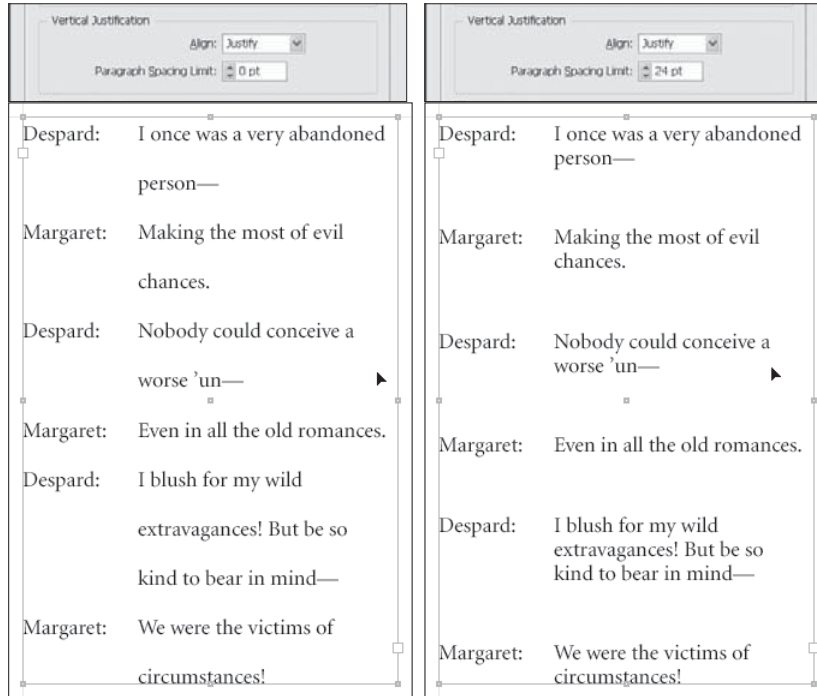 Vertical Justification
Align: Justify
Paragraph Spacing Limit: 0 pt
Despard: I once was a very abandoned
person—
Margaret: Making the most of evil
chances.
Despard: Nobody could conceive a
worse ’un—
Margaret: Even in all the old romances.
Despard: I blush for my wild
extravagances! But be so
kind to bear in mind—
Margaret: We were the victims of
circumstances!
Vertical Justification
Align: Justify
Paragraph Spacing Limit: 24 pt
Despard: I once was a very abandoned
person—
Margaret: Making the most of evil
chances.
Despard: Nobody could conceive a
worse ’un—
Margaret: Even in all the old romances.
Despard: I blush for my wild
extravagances! But be so
kind to bear in mind—
Margaret: We were the victims of
circumstances!